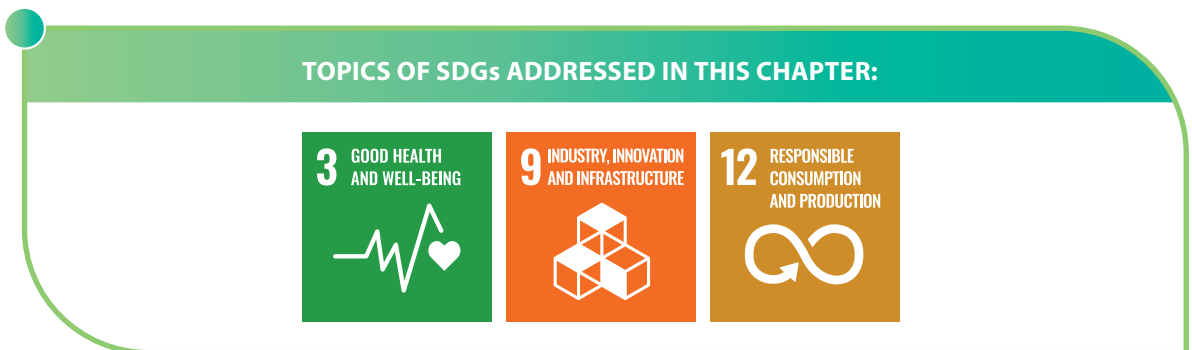 TOPICS OF SDGs ADDRESSED IN THIS CHAPTER:
3 GOOD HEALTH
AND WELL-BEING
9 INDUSTRY, INNOVATION
AND INFRASTRUCTURE
12 RESPONSIBLE
CONSUMPTION
AND PRODUCTION